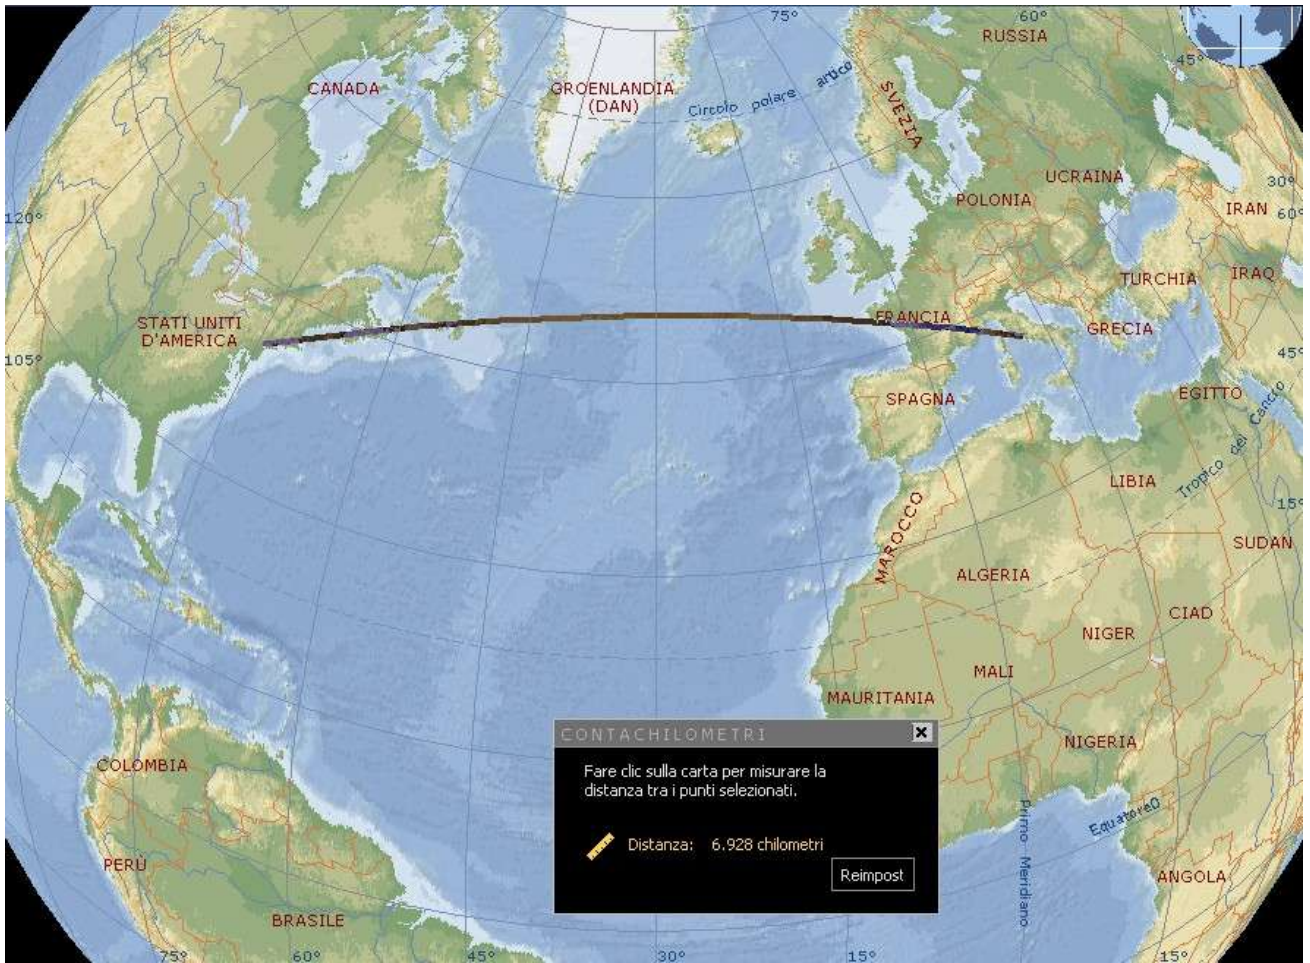 75°
60°
RUSSIA
45°
CANADA
GROENLANDIA
(DAN)
Circolo polare artico
SVEZIA
UCRAINA
POLONIA
30°
IRAN
60°
120°
TURCHIA
IRAQ
STATI UNITI
D'AMERICA
FRANCIA
GRECIA
105°
45°
SPAGNA
EGITTO
Tropico del Cancro
LIBIA
15°
MAROCCO
SUDAN
ALGERIA
CIAD
NIGER
MALI
MAURITANIA
CONTACHILOMETRI
NIGERIA
COLOMBIA
Fare clic sulla carta per misurare la
distanza tra i punti selezionati.
Equatore0
Primo Meridiano
Distanza: 6.928 chilometri
PERÙ
Reimpost
ANGOLA
BRASILE
75°
60°
45°
30°
15°
15°